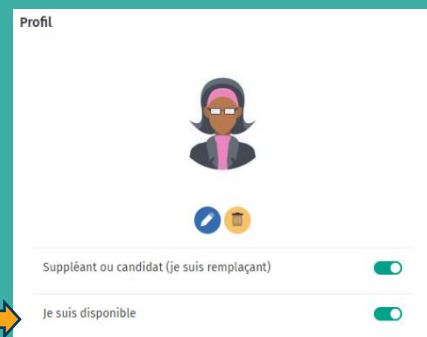 Profil
Suppléant ou candidat (je suis remplaçant)
Je suis disponible